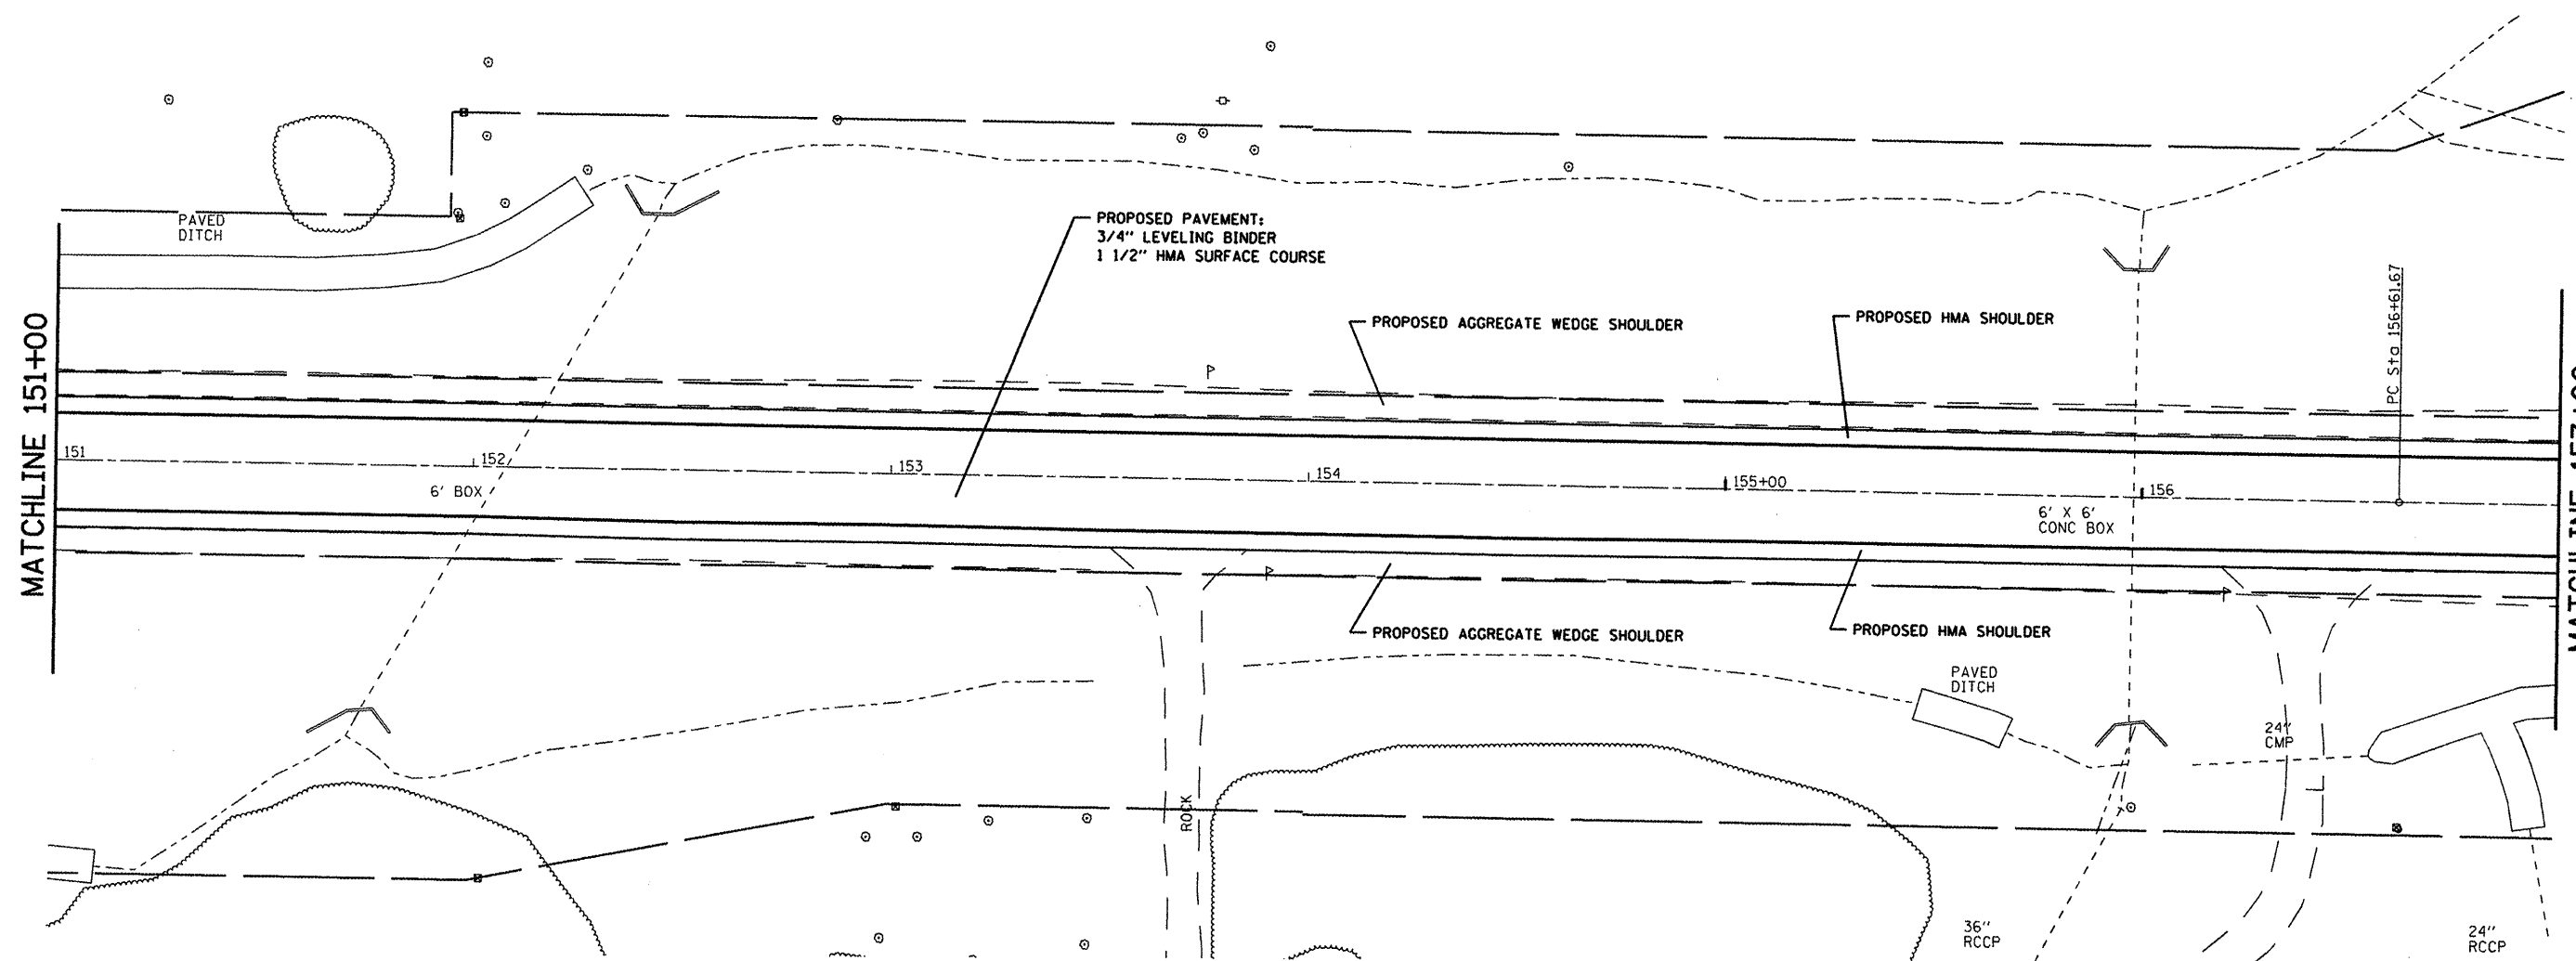 PAVED
DITCH
PROPOSED PAVEMENT:
3/4" LEVELING BINDER
1 1/2" HMA SURFACE COURSE
PROPOSED AGGREGATE WEDGE SHOULDER
PROPOSED HMA SHOULDER
PC Sta 156+61.67
MATCHLINE 151+00
P
151
152
153
154
155+00
156
6' BOX
6' X 6'
CONC BOX
P
P
PROPOSED AGGREGATE WEDGE SHOULDER
PROPOSED HMA SHOULDER
PAVED
DITCH
24"
CMP
ROCK
36"
RCCP
24"
RCCP